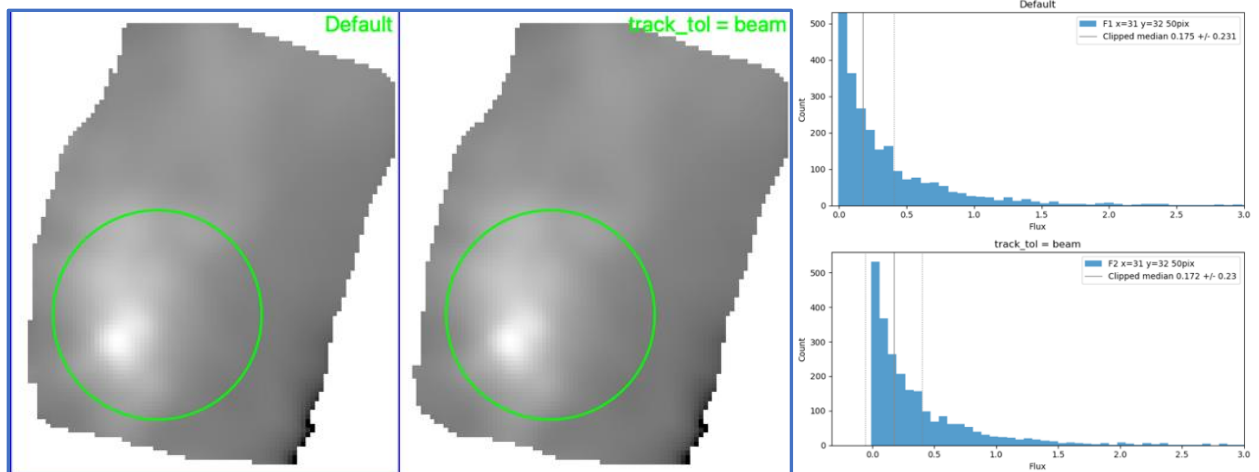 Default
track_tol = beam
Default
F1 x=31 y=32 50pix
Clipped median 0.175 +/- 0.231
500
400
300
200
100
0
Count
0.0 0.5 1.0 1.5 2.0 2.5 3.0
Flux
track_tol = beam
F2 x=31 y=32 50pix
Clipped median 0.172 +/- 0.23
500
400
300
200
100
0
Count
0.0 0.5 1.0 1.5 2.0 2.5 3.0
Flux